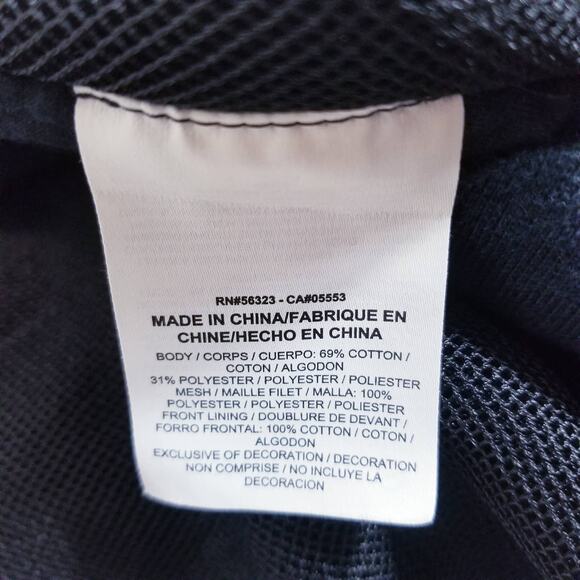 RN#56323 - CA#05553
MADE IN CHINA/FABRIQUE EN
CHINE/HECHO EN CHINA
BODY / CORPS / CUERPO: 69% COTTON /
COTON / ALGODON
31% POLYESTER / POLYESTER / POLIESTER
MESH / MAILLE FILET / MALLA: 100%
POLYESTER / POLYESTER / POLIESTER
FRONT LINING / DOUBLURE DE DEVANT /
FORRO FRONTAL: 100% COTTON / COTON /
ALGODON
EXCLUSIVE OF DECORATION / DECORATION
NON COMPRISE / NO INCLUYE LA
DECORACION